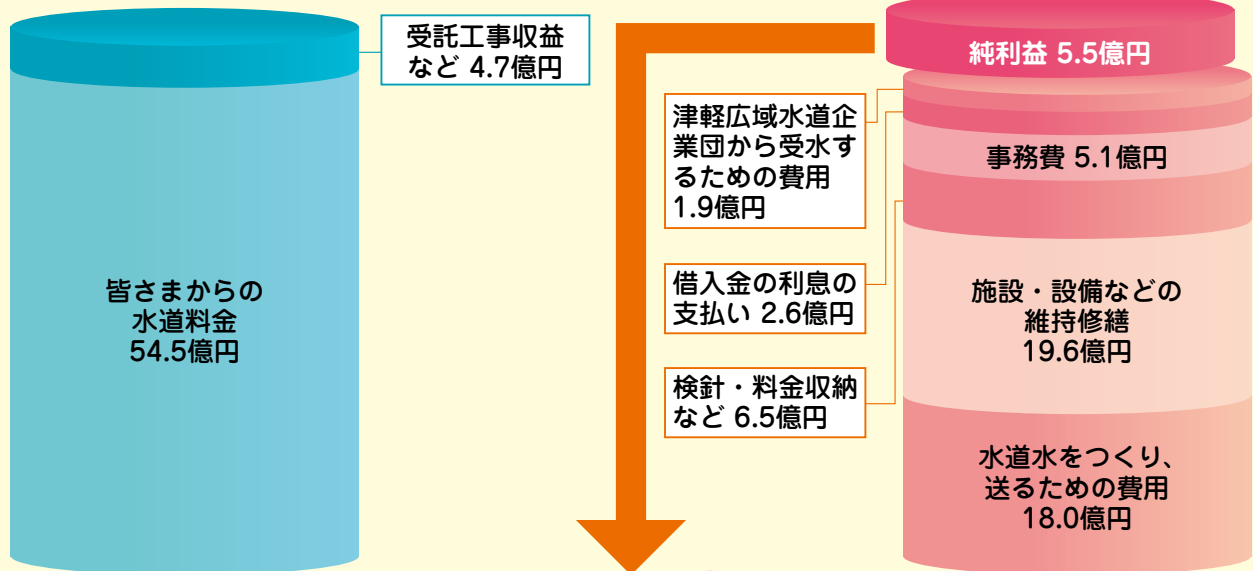 受託工事収益
など 4.7億円
皆さまからの
水道料金
54.5億円
純利益 5.5億円
津軽広域水道企
業団から受水す
るための費用
1.9億円
借入金の利息の
支払い 2.6億円
事務費 5.1億円
検針・料金収納
など 6.5億円
施設・設備などの
維持修繕
19.6億円
水道水をつくり、
送るための費用
18.0億円